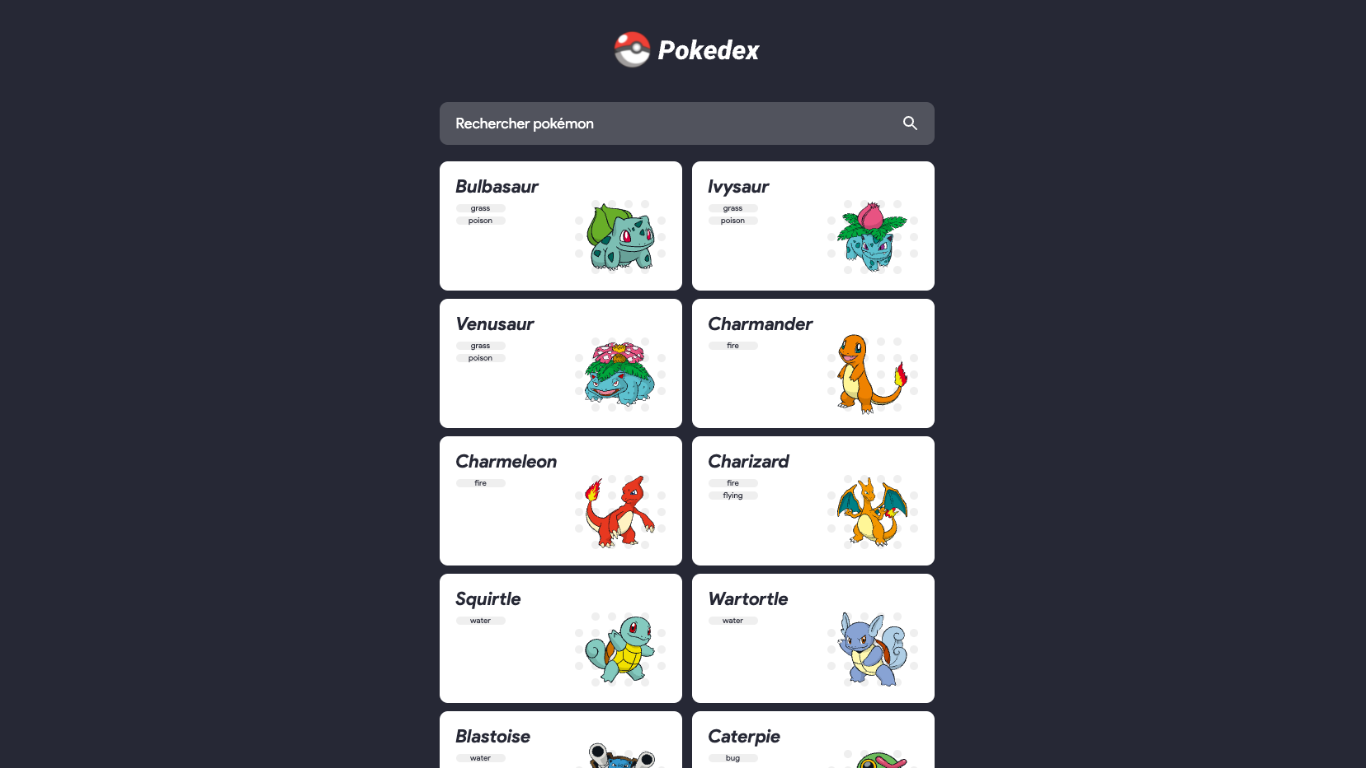 Pokedex
Rechercher pokémon
Bulbasaur
grass
poison
Ivysaur
grass
poison
Venusaur
grass
poison
Charmander
fire
Charmeleon
fire
Charizard
fire
flying
Squirtle
water
Wartortle
water
Blastoise
water
Caterpie
bug